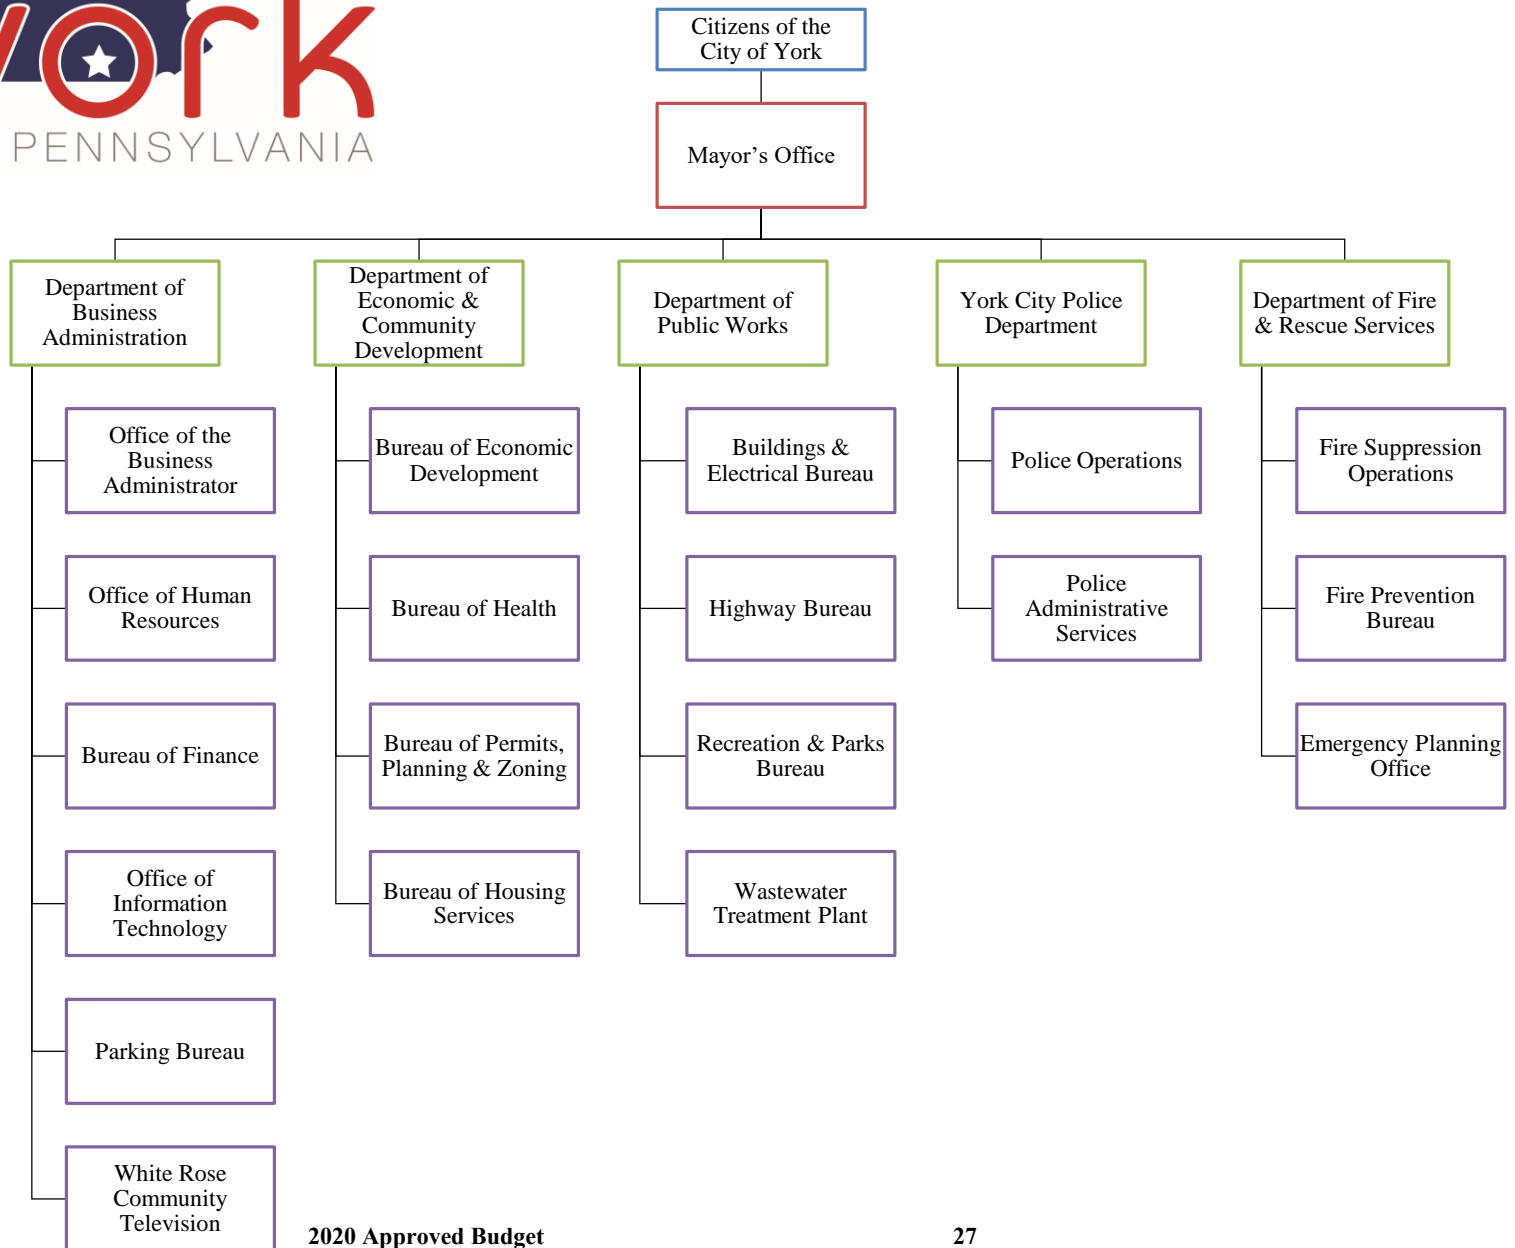 york
PENNSYLVANIA
Citizens of the
City of York
Mayor’s Office
Department of
Business
Administration
Department of
Economic &
Community
Development
Department of
Public Works
York City Police
Department
Department of Fire
& Rescue Services
Office of the
Business
Administrator
Office of Human
Resources
Bureau of Finance
Office of
Information
Technology
Parking Bureau
White Rose
Community
Television
Bureau of Economic
Development
Bureau of Health
Bureau of Permits,
Planning & Zoning
Bureau of Housing
Services
Buildings &
Electrical Bureau
Highway Bureau
Recreation & Parks
Bureau
Wastewater
Treatment Plant
Police Operations
Police
Administrative
Services
Fire Suppression
Operations
Fire Prevention
Bureau
Emergency Planning
Office
2020 Approved Budget 27